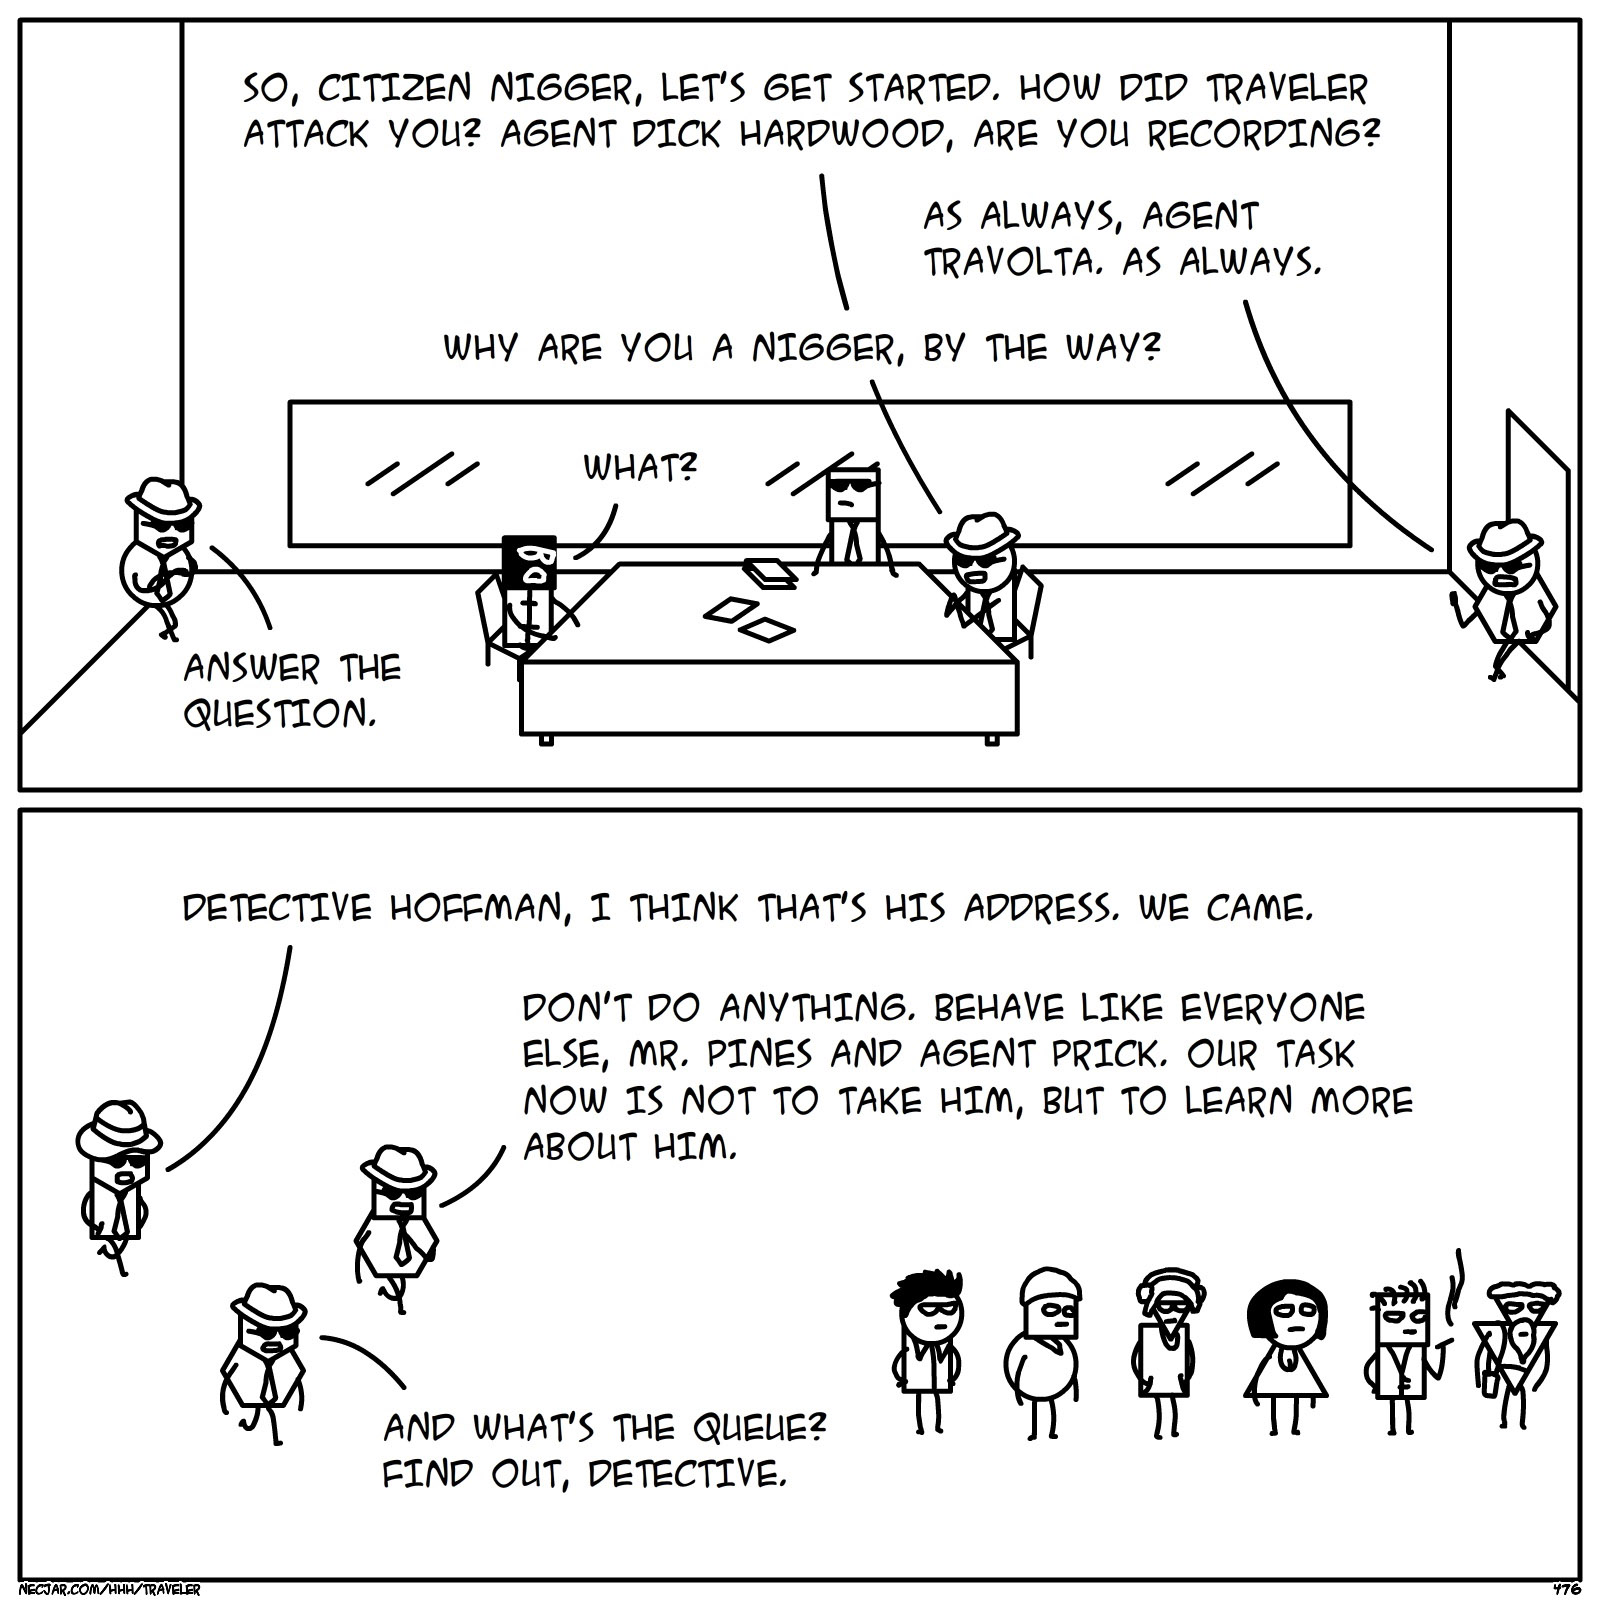 SO, CITIZEN NIGGER, LET'S GET STARTED. HOW DID TRAVELER
ATTACK YOU? AGENT DICK HARDWOOD, ARE YOU RECORDING?
AS ALWAYS, AGENT
TRAVOLTA. AS ALWAYS.
WHY ARE YOU A NIGGER, BY THE WAY?
WHAT?
ANSWER THE
QUESTION.
DETECTIVE HOFFMAN, I THINK THAT'S HIS ADDRESS. WE CAME.
DON'T DO ANYTHING. BEHAVE LIKE EVERYONE
ELSE, MR. PINES AND AGENT PRICK. OUR TASK
NOW IS NOT TO TAKE HIM, BUT TO LEARN MORE
ABOUT HIM.
AND WHAT'S THE QUEUE?
FIND OUT, DETECTIVE.
NECJAR.COM/HHH/TRAVELER
476